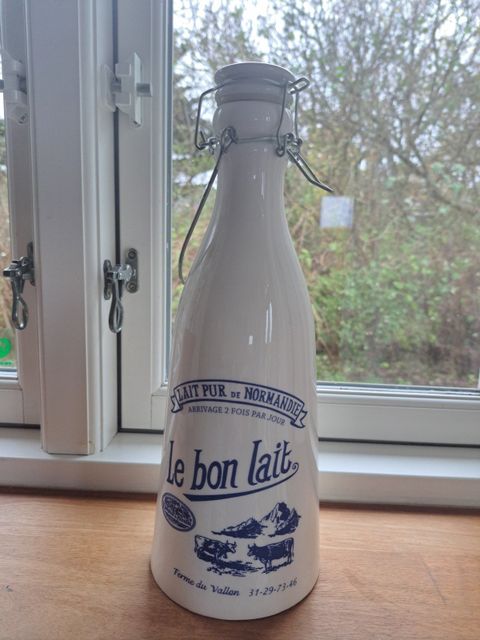 LAIT PUR DE NORMANDIE
ARRIVAGE 2 FOIS PAR JOUR
Le bon lait
Ferme du Vallon 31-29-73-46